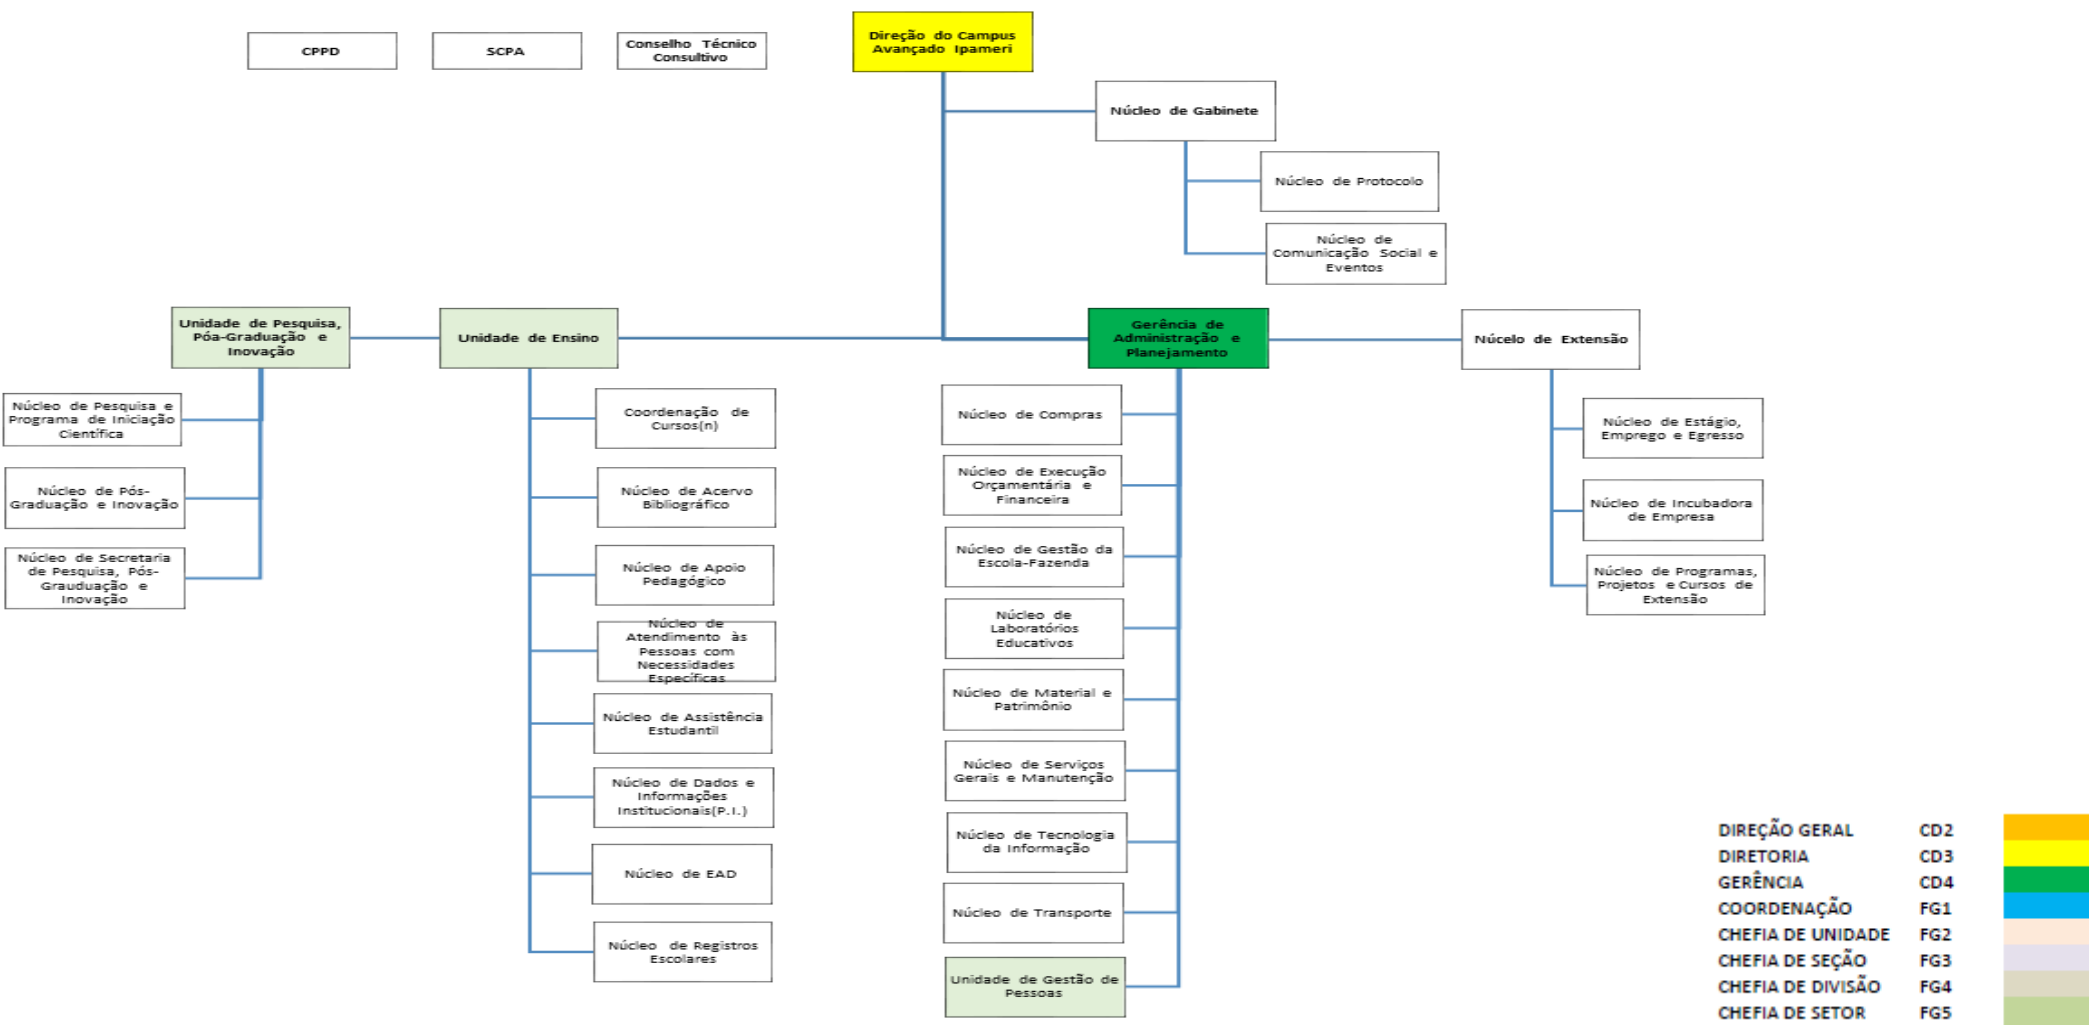 CPPD
SCPA
Conselho Técnico
Consultivo
Direção do Campus
Avançado Ipameri
Núcleo de Gabinete
Núcleo de Protocolo
Núcleo de
Comunicação Social e
Eventos
Unidade de Pesquisa,
Póa-Graduação e
Inovação
Unidade de Ensino
Gerência de
Administração e
Planejamento
Núcelo de Extensão
Núcleo de Pesquisa e
Programa de Iniciação
Científica
Núcleo de Pós-
Graduação e Inovação
Núcleo de Secretaria
de Pesquisa, Pós-
Grauduação e
Inovação
Coordenação de
Cursos(n)
Núcleo de Acervo
Bibliográfico
Núcleo de Apoio
Pedagógico
Núcleo de
Atendimento às
Pessoas com
Necessidades
Específicas
Núcleo de Assistência
Estudantil
Núcleo de Dados e
Informações
Institucionais(P.I.)
Núcleo de EAD
Núcleo de Registros
Escolares
Núcleo de Compras
Núcleo de Execução
Orçamentária e
Financeira
Núcleo de Gestão da
Escola-Fazenda
Núcleo de
Laboratórios
Educativos
Núcleo de Material e
Patrimônio
Núcleo de Serviços
Gerais e Manutenção
Núcleo de Tecnologia
da Informação
Núcleo de Transporte
Unidade de Gestão de
Pessoas
Núcleo de Estágio,
Emprego e Egresso
Núcleo de Incubadora
de Empresa
Núcleo de Programas,
Projetos e Cursos de
Extensão
DIREÇÃO GERAL CD2
DIRETORIA CD3
GERÊNCIA CD4
COORDENAÇÃO FG1
CHEFIA DE UNIDADE FG2
CHEFIA DE SEÇÃO FG3
CHEFIA DE DIVISÃO FG4
CHEFIA DE SETOR FG5